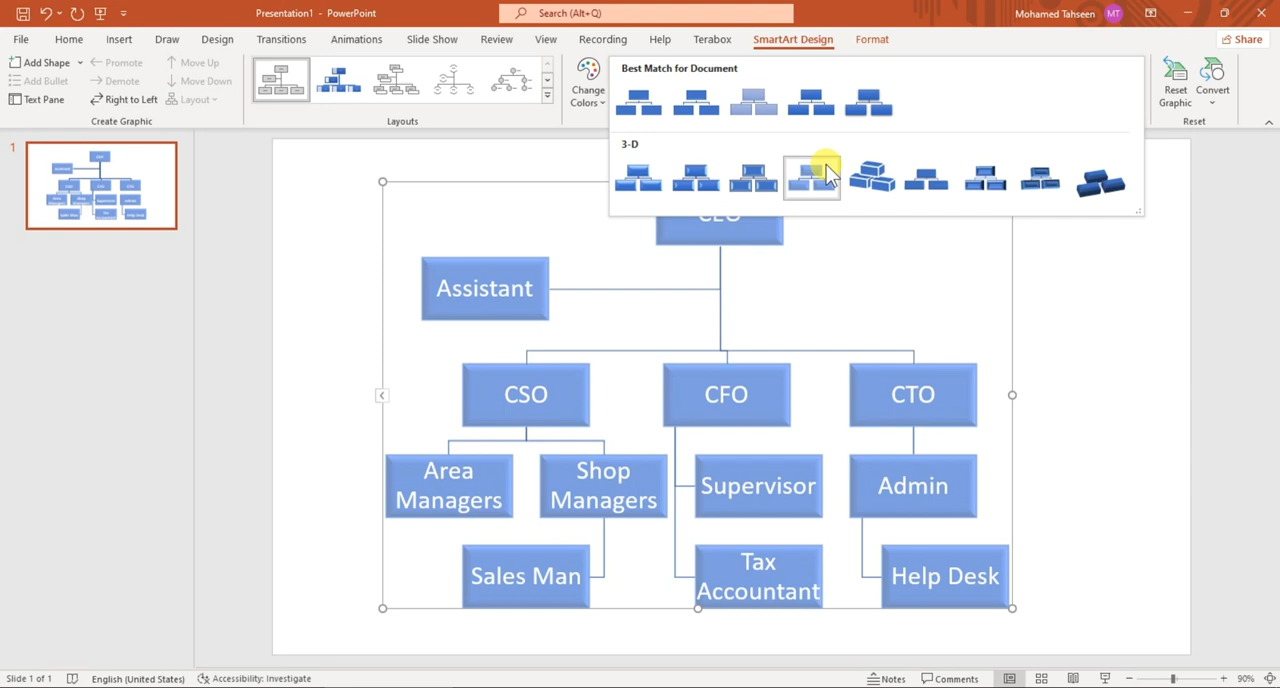 Presentation1 - PowerPoint
Search (Alt+Q)
Mohamed Tahseen
MT
File
Home
Insert
Draw
Design
Transitions
Animations
Slide Show
Review
View
Recording
Help
Terabox
SmartArt Design
Format
Share
Add Shape
Promote
Move Up
Add Bullet
Demote
Move Down
Text Pane
Right to Left
Layout
Create Graphic
Layouts
Change
Colors
Best Match for Document
3-D
Reset
Graphic
Convert
Reset
1
CEO
Assistant
CSO
CFO
CTO
Area
Managers
Shop
Managers
Supervisor
Admin
Sales Man
Tax
Accountant
Help Desk
Slide 1 of 1
English (United States)
Accessibility: Investigate
Notes
Comments
90%